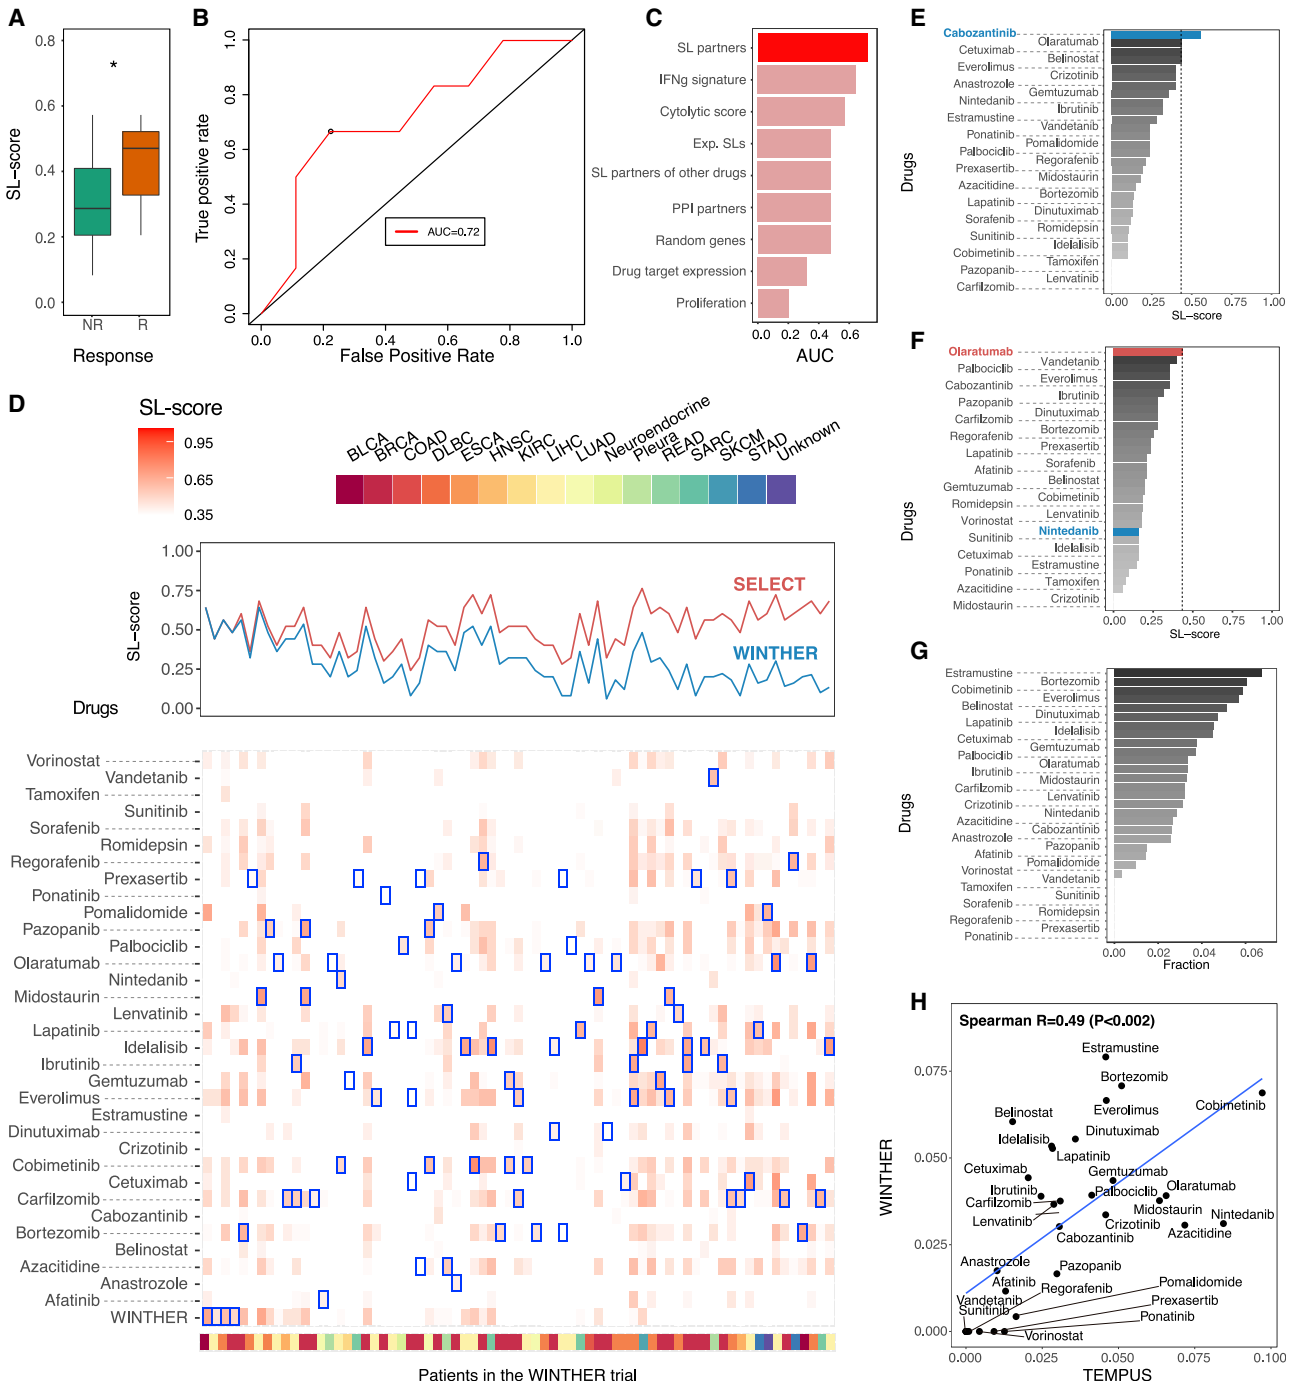 A
0.8
0.6
0.4
0.2
0.0
SL−score
*
NR
R
Response
B
1.0
0.8
0.6
0.4
0.2
0.0
True positive rate
AUC=0.72
0.0
0.2
0.4
0.6
0.8
1.0
False Positive Rate
C
SL partners
IFNg signature
Cytolytic score
Exp. SLs
SL partners of other drugs
PPI partners
Random genes
Drug target expression
Proliferation
0.0
0.2
0.4
0.6
AUC
D
SL−score
0.95
0.65
0.35
BLCA
BRCA
COAD
DLBC
ESCA
HNSC
KIRC
LIHC
LUAD
Neuroendocrine
Pleura
READ
SARC
SKCM
STAD
Unknown
1.00
0.75
0.50
0.25
0.00
SL−score
SELECT
WINTHER
Drugs
Vorinostat
Vandetanib
Tamoxifen
Sunitinib
Sorafenib
Romidepsin
Regorafenib
Prexasertib
Ponatinib
Pomalidomide
Pazopanib
Palbociclib
Olaratumab
Nintedanib
Midostaurin
Lenvatinib
Lapatinib
Idelalisib
Ibrutinib
Gemtuzumab
Everolimus
Estramustine
Dinutuximab
Crizotinib
Cobimetinib
Cetuximab
Carfilzomib
Cabozantinib
Bortezomib
Belinostat
Azacitidine
Anastrozole
Afatinib
WINTHER
Patients in the WINTHER trial
E
Drugs
Cabozantinib
Olaratumab
Cetuximab
Belinostat
Everolimus
Crizotinib
Anastrozole
Gemtuzumab
Nintedanib
Ibrutinib
Estramustine
Vandetanib
Ponatinib
Pomalidomide
Palbociclib
Regorafenib
Prexasertib
Midostaurin
Azacitidine
Bortezomib
Lapatinib
Dinutuximab
Sorafenib
Romidepsin
Sunitinib
Idelalisib
Cobimetinib
Tamoxifen
Pazopanib
Lenvatinib
Carfilzomib
0.00
0.25
0.50
0.75
1.00
SL−score
F
Drugs
Olaratumab
Vandetanib
Palbociclib
Everolimus
Cabozantinib
Ibrutinib
Pazopanib
Dinutuximab
Carfilzomib
Bortezomib
Regorafenib
Prexasertib
Lapatinib
Sorafenib
Afatinib
Belinostat
Gemtuzumab
Cobimetinib
Romidepsin
Lenvatinib
Vorinostat
Nintedanib
Sunitinib
Idelalisib
Cetuximab
Estramustine
Ponatinib
Tamoxifen
Azacitidine
Crizotinib
Midostaurin
0.00
0.25
0.50
0.75
1.00
SL−score
G
Drugs
Estramustine
Bortezomib
Cobimetinib
Everolimus
Belinostat
Dinutuximab
Lapatinib
Idelalisib
Cetuximab
Gemtuzumab
Palbociclib
Olaratumab
Ibrutinib
Midostaurin
Carfilzomib
Lenvatinib
Crizotinib
Nintedanib
Azacitidine
Cabozantinib
Anastrozole
Pazopanib
Afatinib
Pomalidomide
Vorinostat
Vandetanib
Tamoxifen
Sunitinib
Sorafenib
Romidepsin
Regorafenib
Prexasertib
Ponatinib
0.00
0.02
0.04
0.06
Fraction
H
Spearman R=0.49 (P<0.002)
WINTHER
0.075
0.050
0.025
0.000
Estramustine
Bortezomib
Cobimetinib
Everolimus
Belinostat
Dinutuximab
Idelalisib
Lapatinib
Cetuximab
Gemtuzumab
Ibrutinib
Palbociclib
Olaratumab
Carfilzomib
Midostaurin
Lenvatinib
Crizotinib
Nintedanib
Azacitidine
Cabozantinib
Anastrozole
Pazopanib
Afatinib
Regorafenib
Pomalidomide
Vandetanib
Prexasertib
Sunitinib
Ponatinib
Vorinostat
0.000
0.025
0.050
0.075
0.100
TEMPUS